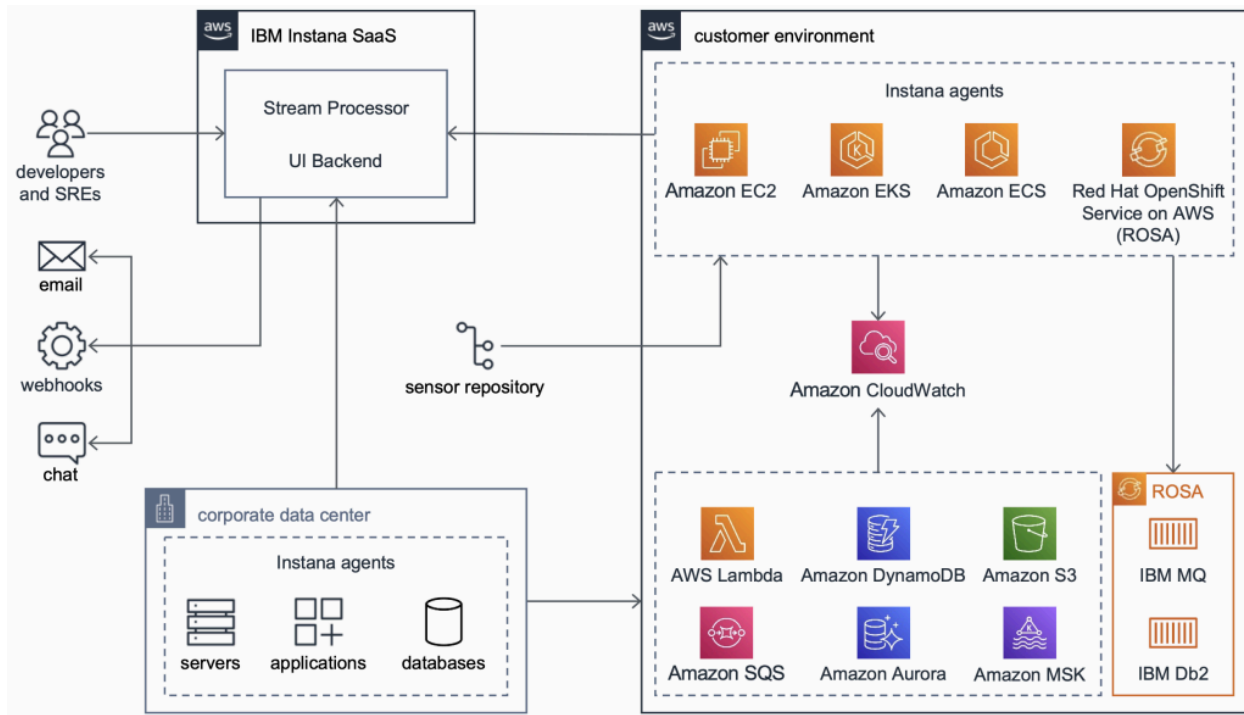 aws
IBM Instana SaaS
Stream Processor
UI Backend
developers
and SREs
email
webhooks
chat
sensor repository
corporate data center
Instana agents
servers
applications
databases
aws
customer environment
Instana agents
Amazon EC2
Amazon EKS
Amazon ECS
Red Hat OpenShift
Service on AWS
(ROSA)
Amazon CloudWatch
AWS Lambda
Amazon DynamoDB
Amazon S3
Amazon SQS
Amazon Aurora
Amazon MSK
ROSA
IBM MQ
IBM Db2